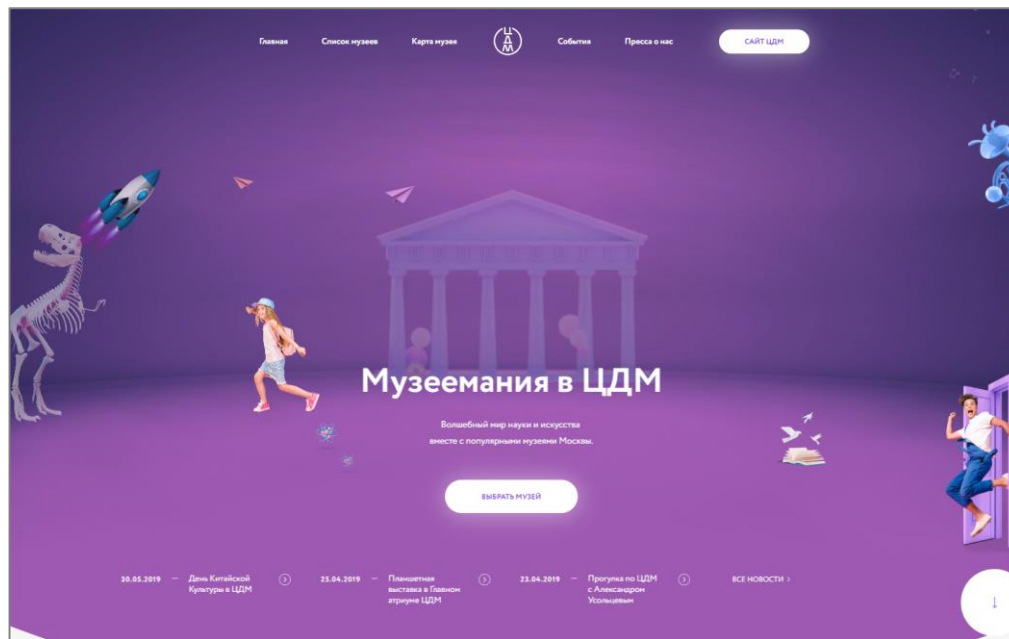 Главная
Список музеев
Карта музея
ЦДМ
События
Пресса о нас
САЙТ ЦДМ
Музеемания в ЦДМ
Волшебный мир науки и искусства
вместе с популярными музеями Москвы.
ВЫБРАТЬ МУЗЕЙ
30.05.2019 — День Китайской
Культуры в ЦДМ
25.04.2019 — Планшетная
выставка в Главном
атриуме ЦДМ
23.04.2019 — Прогулка по ЦДМ
с Александром
Усольцевым
ВСЕ НОВОСТИ ›